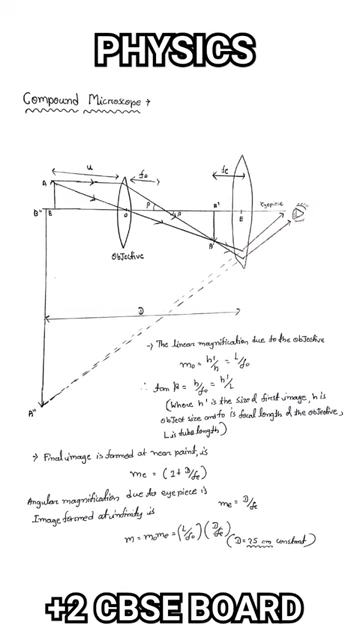 PHYSICS
Compound Microscope →
u
fo
fe
A
B"
B
O
β
B'
E
eyepiece
A'
objective
D
A"
→ The linear magnification due to the objective
mo = h'/h = L/fo
∴ tan β = h/fo = h'/L
(Where h' is the size of first image, h is
object size and fo is focal length of the objective,
L is tube length)
→ Final image is formed at near point, is
me = (1+ D/fe)
Angular magnification due to eyepiece is
me = D/fe
Image formed at infinity is
m = mome = (L/fo) (D/fe)
(D = 25 cm constant)
+2 CBSE BOARD